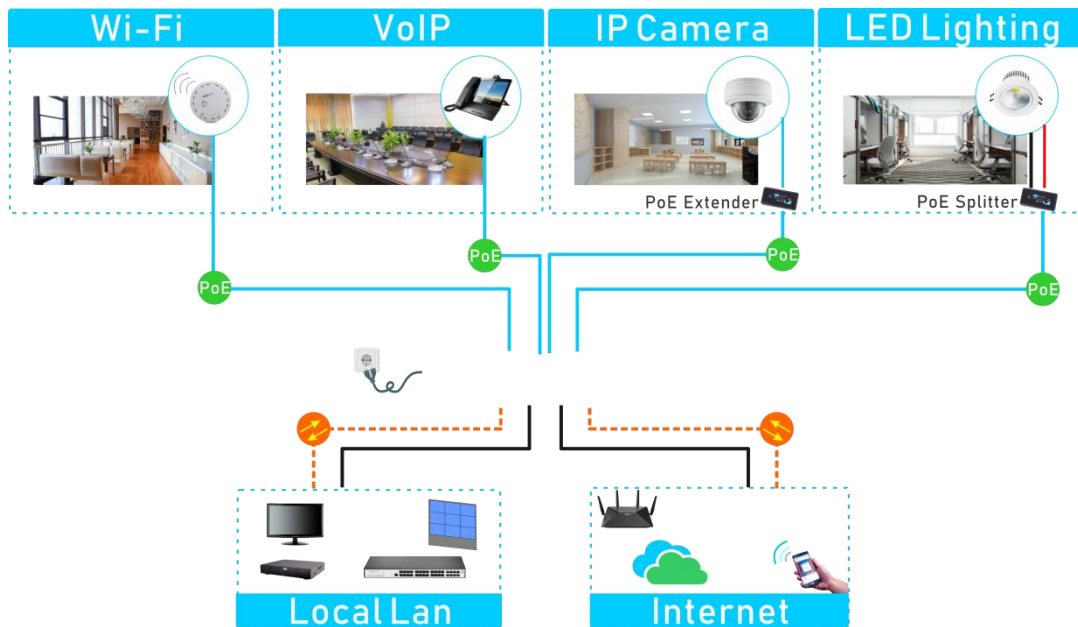 Wi-Fi
VoIP
IP Camera
LED Lighting
PoE Extender
PoE Splitter
PoE
PoE
PoE
PoE
Local Lan
Internet